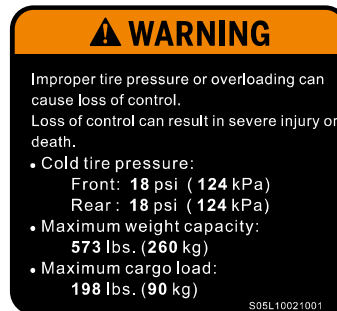 WARNING
Improper tire pressure or overloading can
cause loss of control.
Loss of control can result in severe injury or
death.
• Cold tire pressure:
Front: 18 psi ( 124 kPa)
Rear : 18 psi ( 124 kPa)
• Maximum weight capacity:
573 lbs. (260 kg)
• Maximum cargo load:
198 lbs. (90 kg)
S05L10021001